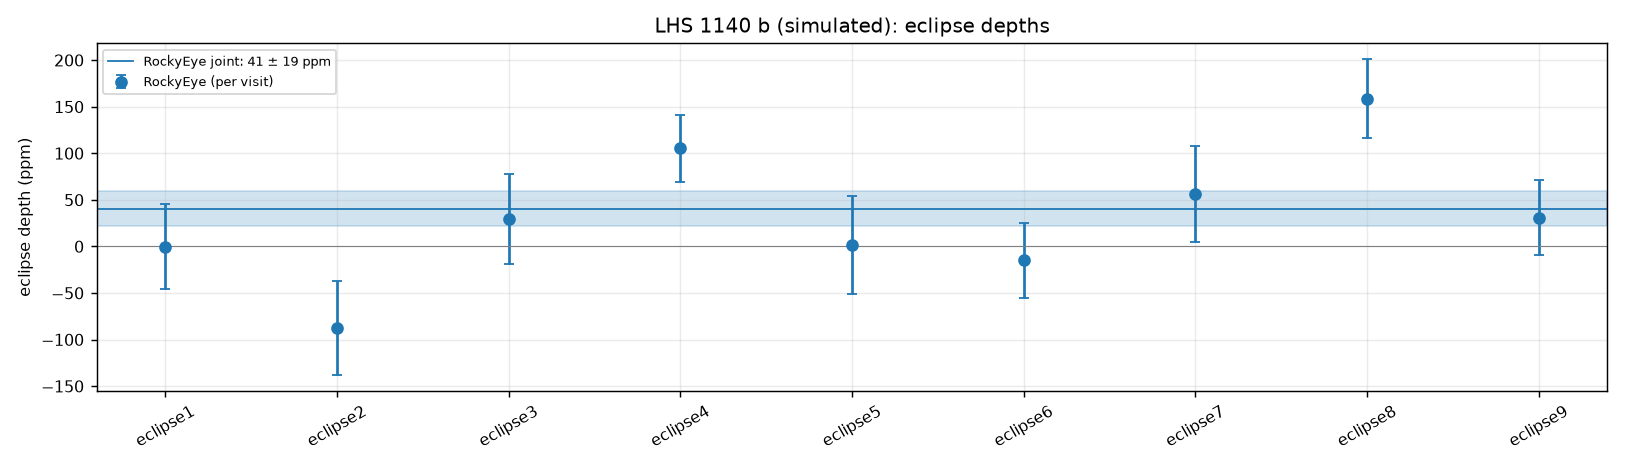 LHS 1140 b (simulated): eclipse depths
RockyEye joint: 41 ± 19 ppm
RockyEye (per visit)
eclipse depth (ppm)
200
150
100
50
0
−50
−100
−150
eclipse1
eclipse2
eclipse3
eclipse4
eclipse5
eclipse6
eclipse7
eclipse8
eclipse9